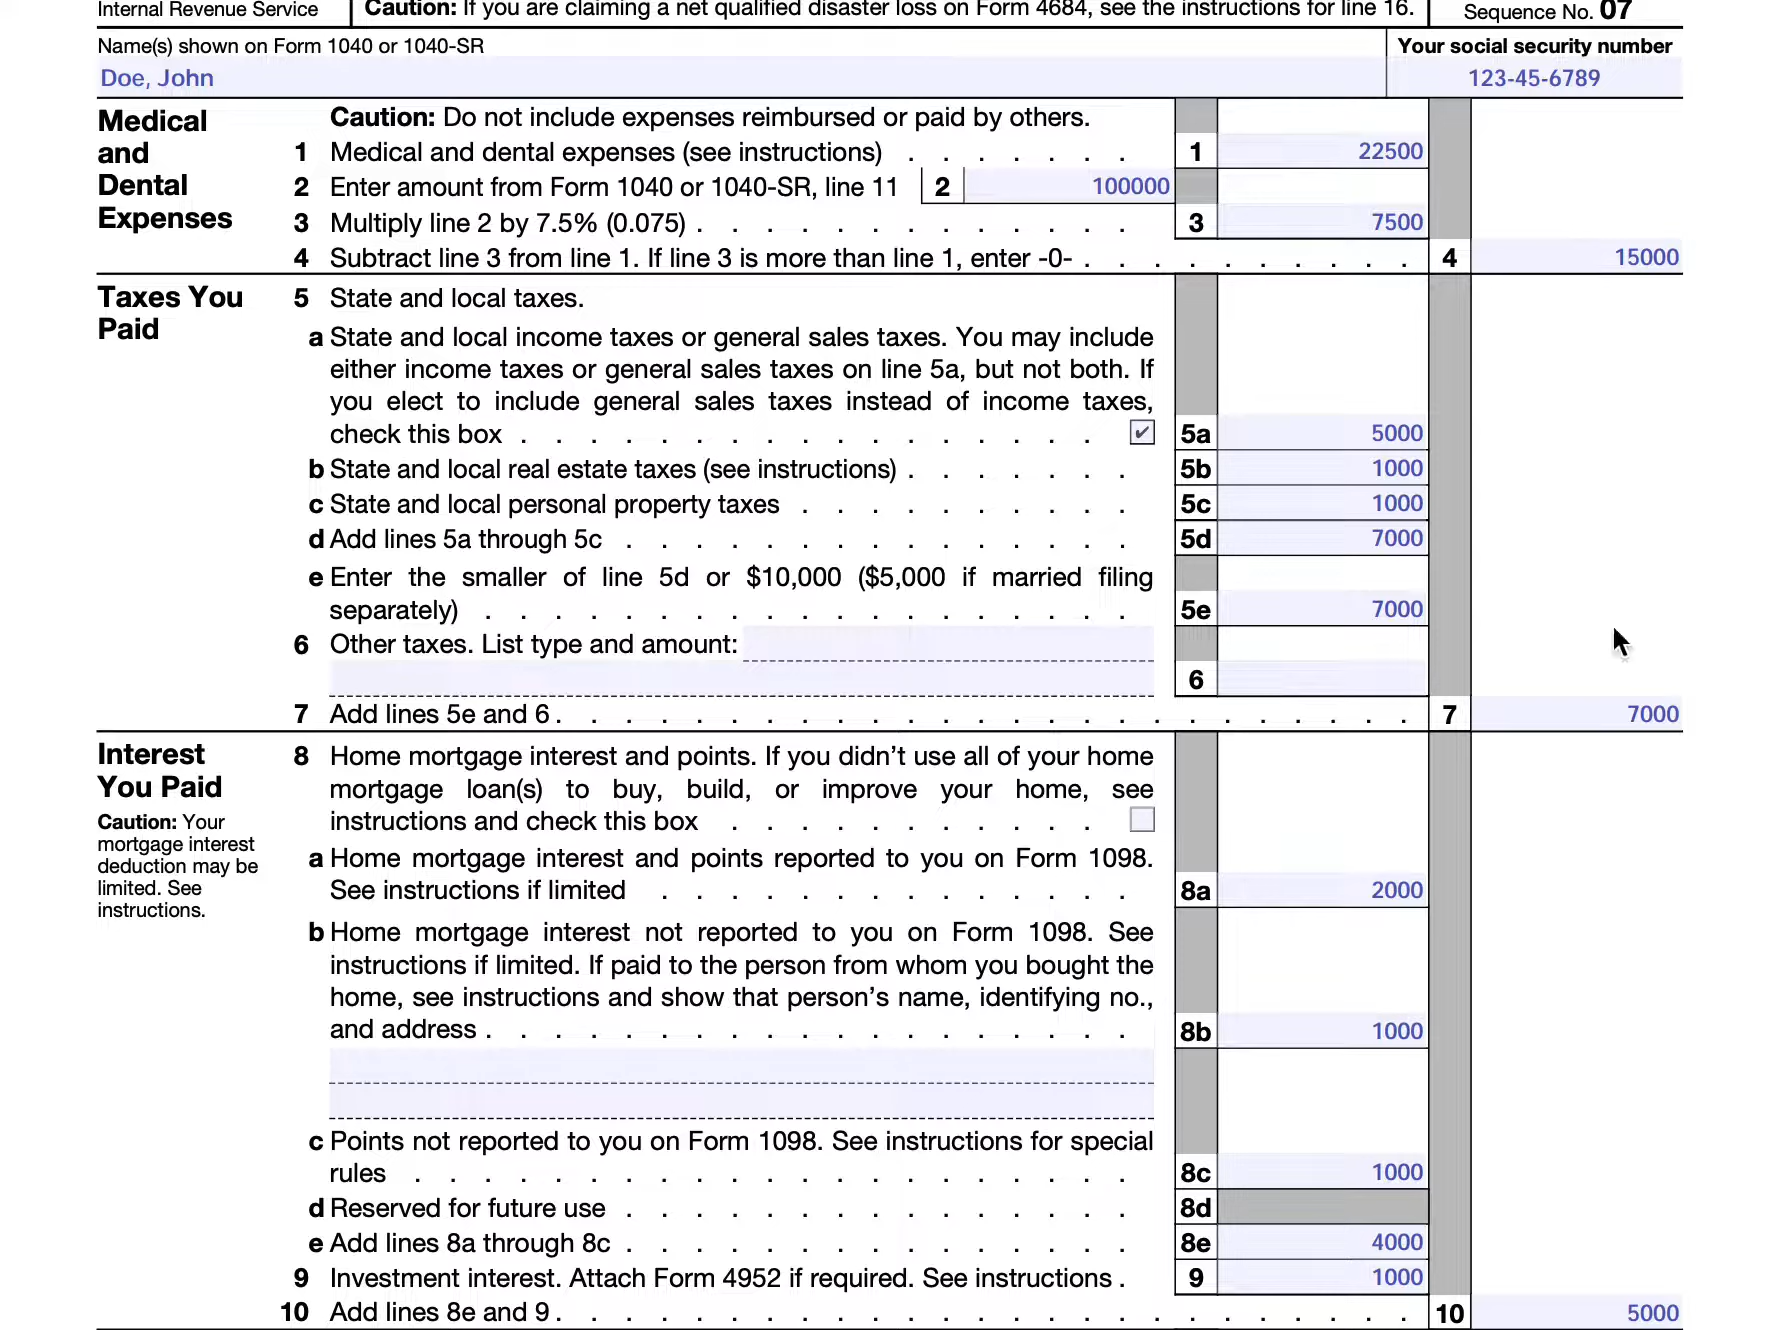 Internal Revenue Service
Caution: If you are claiming a net qualified disaster loss on Form 4684, see the instructions for line 16.
Sequence No. 07
Name(s) shown on Form 1040 or 1040-SR
Your social security number
Doe, John
123-45-6789
Medical and Dental Expenses
Caution: Do not include expenses reimbursed or paid by others.
1 Medical and dental expenses (see instructions) . . . . . . . 1 22500
2 Enter amount from Form 1040 or 1040-SR, line 11 2 100000
3 Multiply line 2 by 7.5% (0.075) . . . . . . . . . . . . . 3 7500
4 Subtract line 3 from line 1. If line 3 is more than line 1, enter -0- . . . . . . . . . . 4 15000
Taxes You Paid
5 State and local taxes.
a State and local income taxes or general sales taxes. You may include
either income taxes or general sales taxes on line 5a, but not both. If
you elect to include general sales taxes instead of income taxes,
check this box . . . . . . . . . . . . . . . . . ✔ 5a 5000
b State and local real estate taxes (see instructions) . . . . . . . 5b 1000
c State and local personal property taxes . . . . . . . . . . 5c 1000
d Add lines 5a through 5c . . . . . . . . . . . . . . . 5d 7000
e Enter the smaller of line 5d or $10,000 ($5,000 if married filing
separately) . . . . . . . . . . . . . . . . . . . 5e 7000
6 Other taxes. List type and amount:
6
7 Add lines 5e and 6 . . . . . . . . . . . . . . . . . . . . . . . . . 7 7000
Interest You Paid
Caution: Your
mortgage interest
deduction may be
limited. See
instructions.
8 Home mortgage interest and points. If you didn’t use all of your home
mortgage loan(s) to buy, build, or improve your home, see
instructions and check this box . . . . . . . . . . .
a Home mortgage interest and points reported to you on Form 1098.
See instructions if limited . . . . . . . . . . . . . . 8a 2000
b Home mortgage interest not reported to you on Form 1098. See
instructions if limited. If paid to the person from whom you bought the
home, see instructions and show that person’s name, identifying no.,
and address . . . . . . . . . . . . . . . . . . . 8b 1000
c Points not reported to you on Form 1098. See instructions for special
rules . . . . . . . . . . . . . . . . . . . . . 8c 1000
d Reserved for future use . . . . . . . . . . . . . . . 8d
e Add lines 8a through 8c . . . . . . . . . . . . . . . 8e 4000
9 Investment interest. Attach Form 4952 if required. See instructions . 9 1000
10 Add lines 8e and 9 . . . . . . . . . . . . . . . . . . . . . . . . . 10 5000